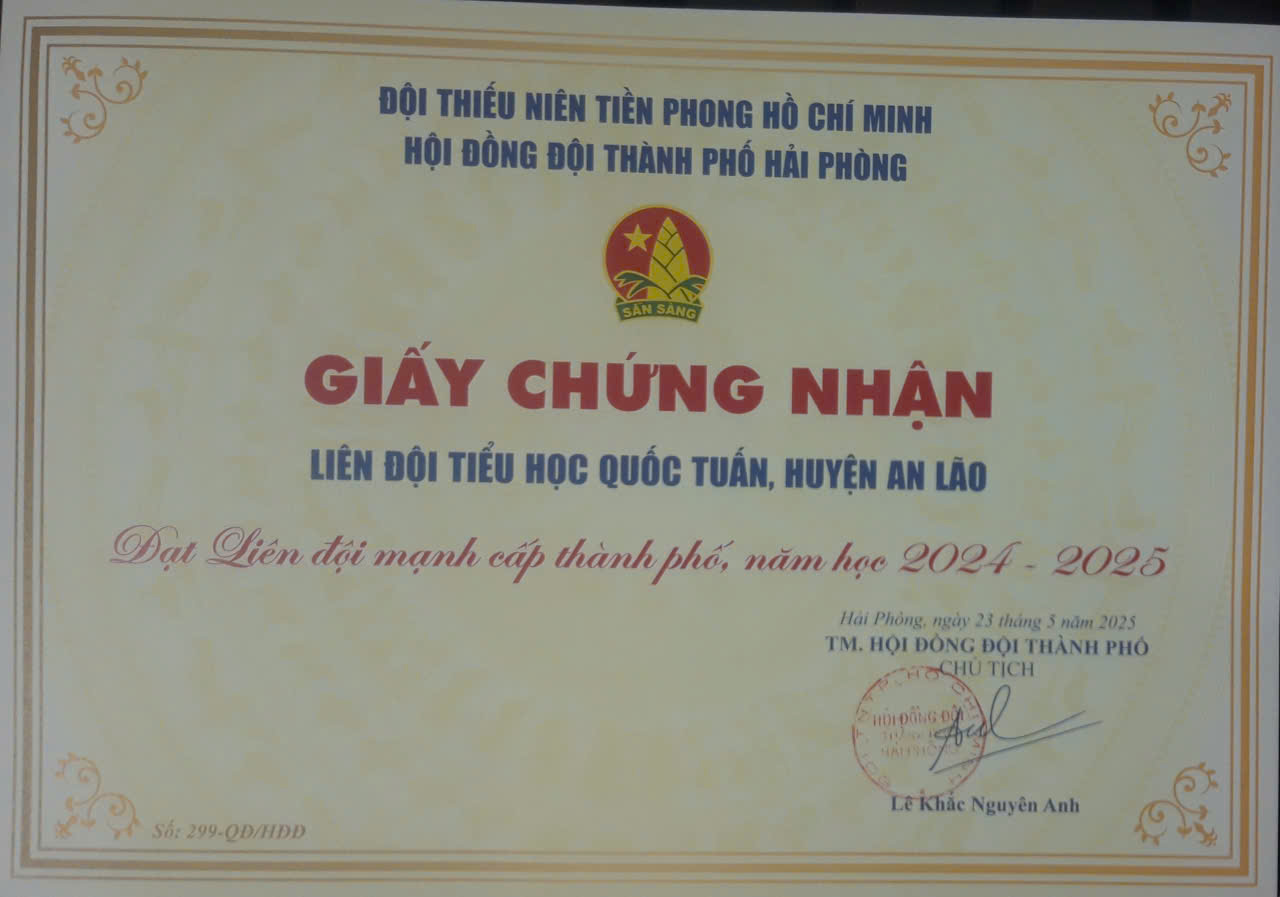 ĐỘI THIẾU NIÊN TIỀN PHONG HỒ CHÍ MINH
HỘI ĐỒNG ĐỘI THÀNH PHỐ HẢI PHÒNG
SẴN SÀNG
GIẤY CHỨNG NHẬN
LIÊN ĐỘI TIỂU HỌC QUỐC TUẤN, HUYỆN AN LÃO
Đạt Liên đội mạnh cấp thành phố, năm học 2024 - 2025
Hải Phòng, ngày 23 tháng 5 năm 2025
TM. HỘI ĐỒNG ĐỘI THÀNH PHỐ
CHỦ TỊCH
HỘI ĐỒNG ĐỘI
Lê Khắc Nguyên Anh
Số: 299-QĐ/HĐĐ